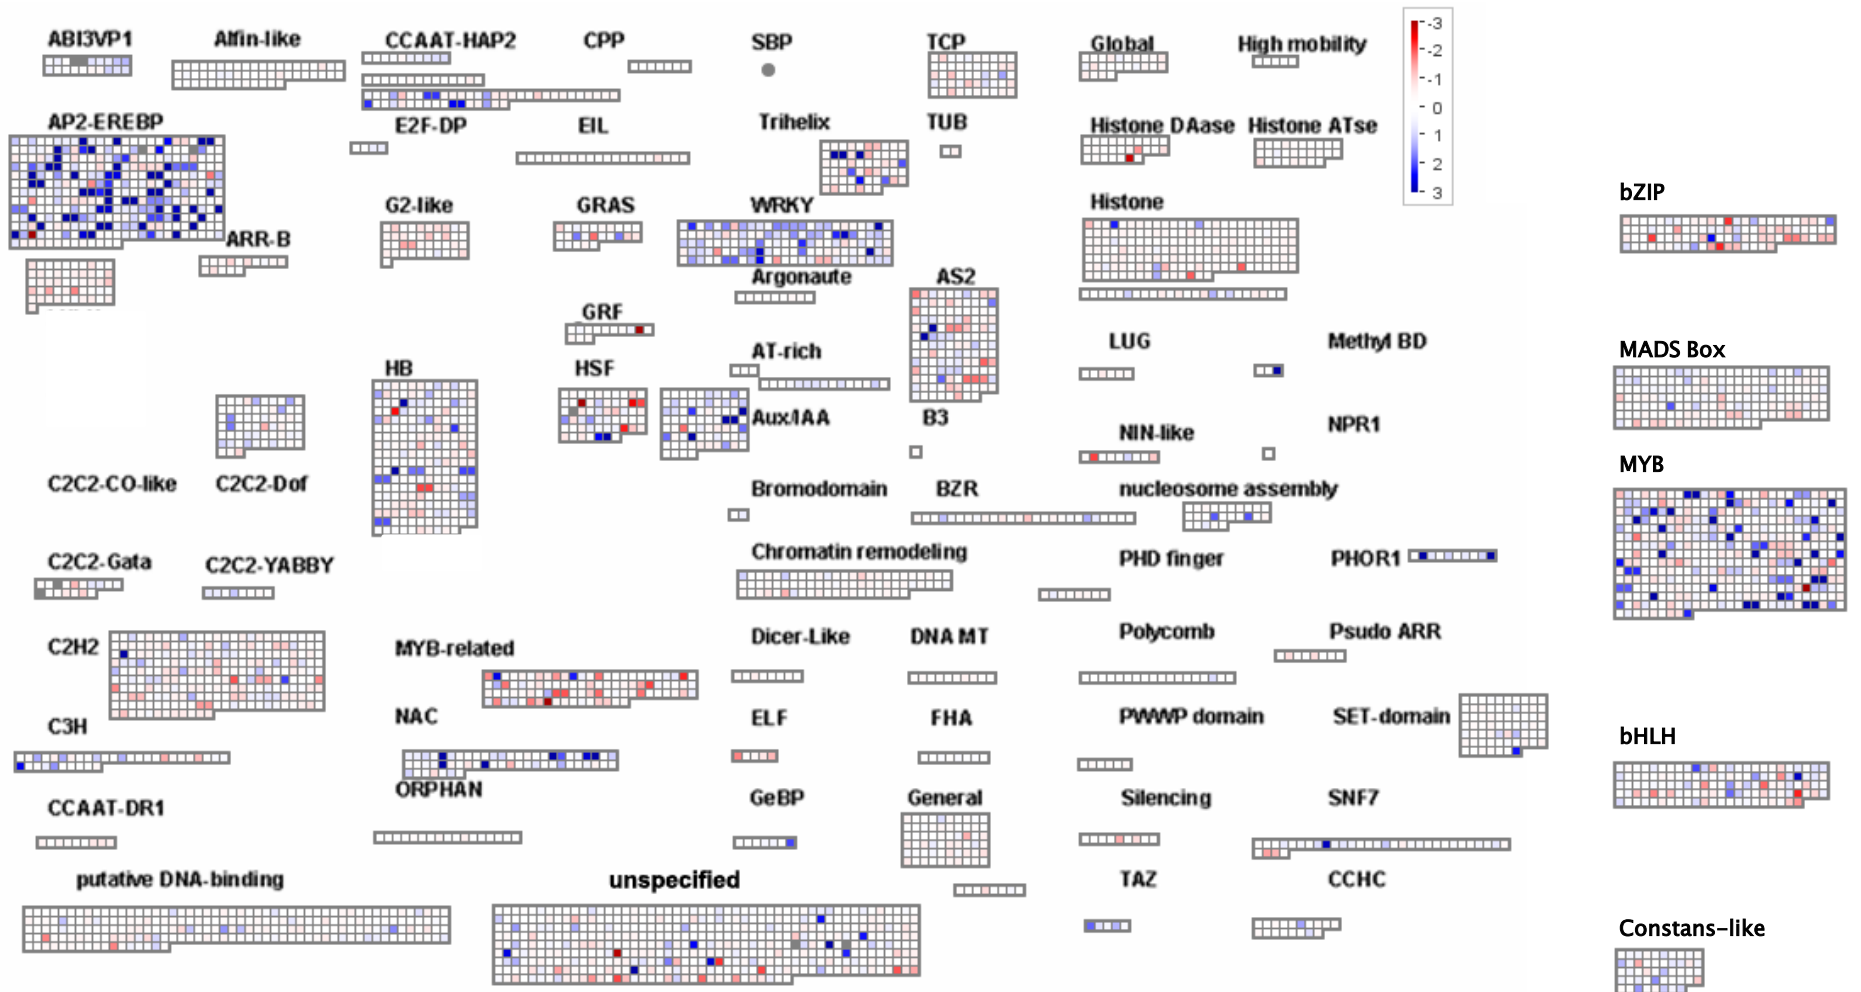 ABI3VP1 Alfin-like CCAAT-HAP2 CPP SBP TCP Global High mobility
-3
-2
-1
0
1
2
3
AP2-EREBP E2F-DP EIL Trihelix TUB Histone DAase Histone ATse
bZIP
ARR-B G2-like GRAS WRKY Histone
Argonaute AS2
GRF
AT-rich LUG Methyl BD
MADS Box
HB HSF
Aux/IAA B3 NIN-like NPR1
MYB
C2C2-CO-like C2C2-Dof Bromodomain BZR nucleosome assembly
C2C2-Gata C2C2-YABBY Chromatin remodeling PHD finger PHOR1
C2H2 MYB-related Dicer-Like DNA MT Polycomb Psudo ARR
C3H NAC ELF FHA PWWP domain SET-domain
bHLH
CCAAT-DR1 ORPHAN GeBP General Silencing SNF7
putative DNA-binding unspecified TAZ CCHC
Constans-like